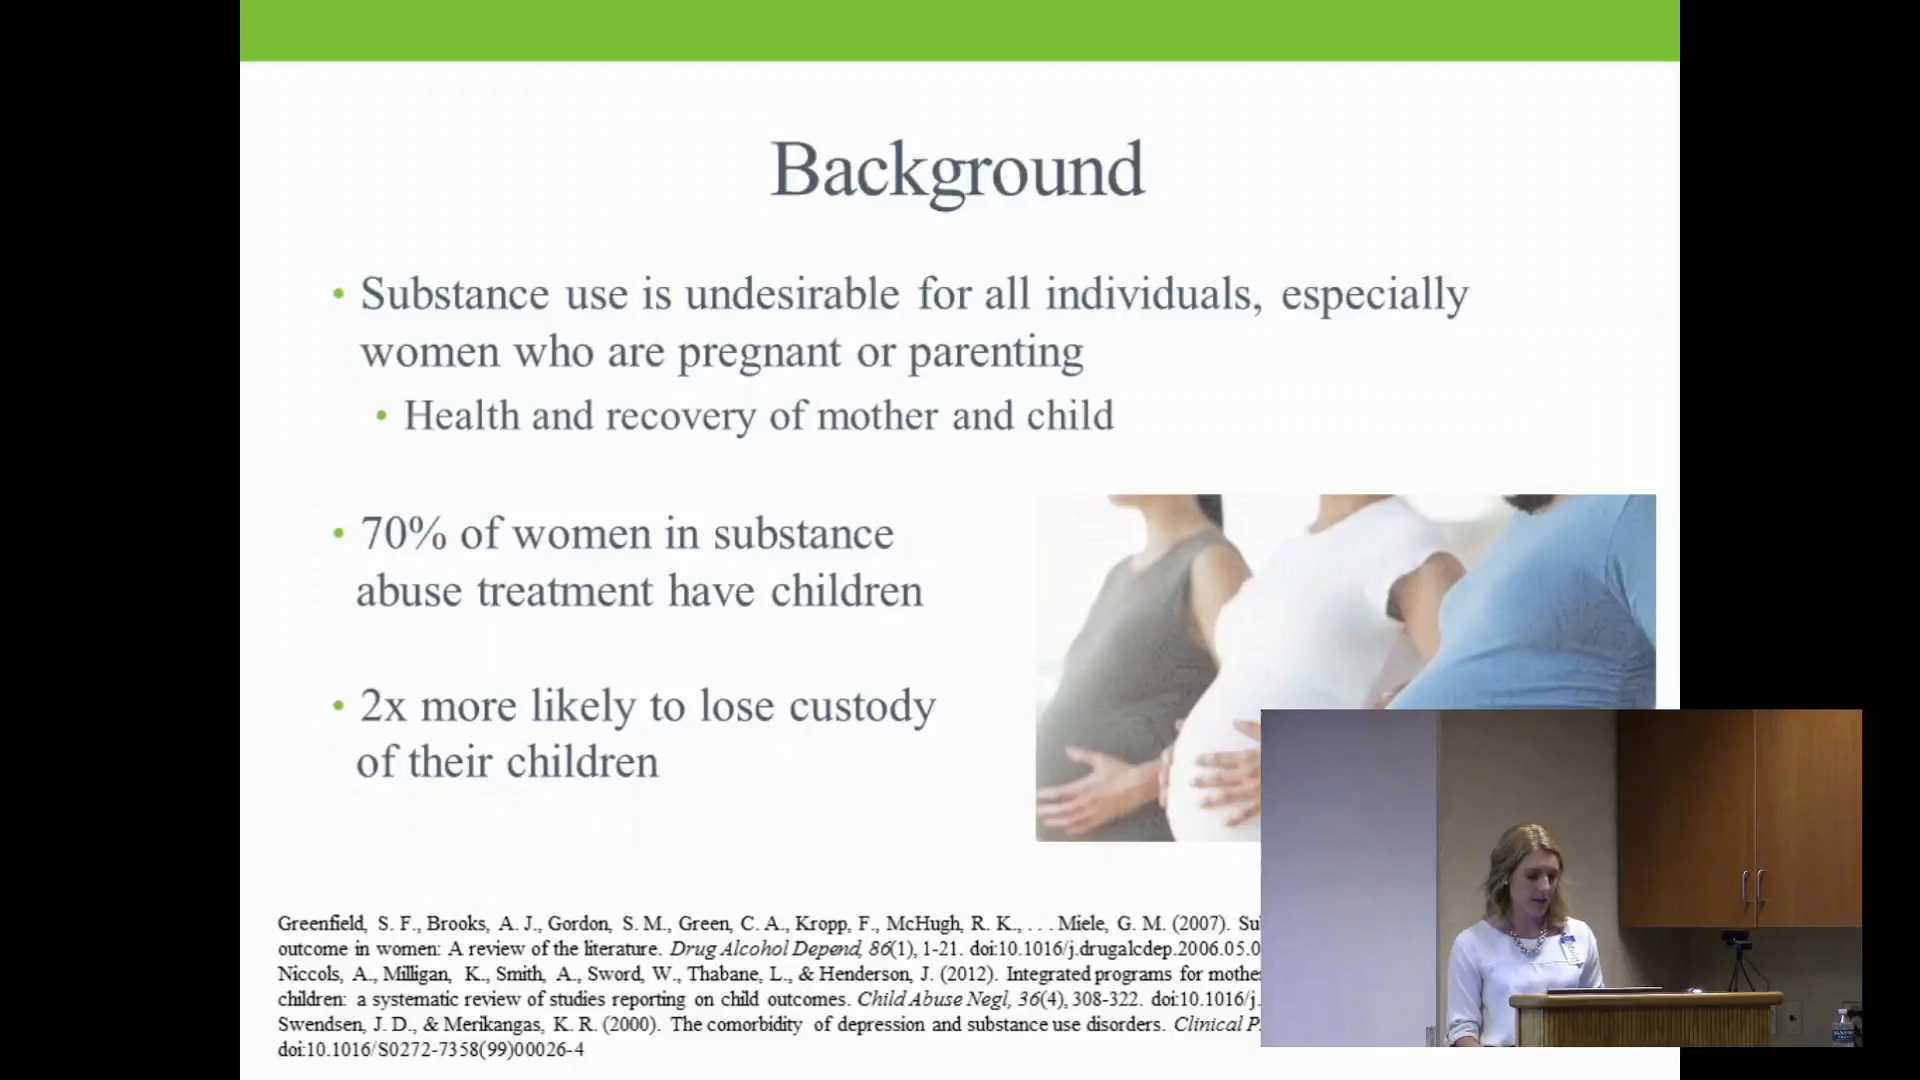 Background
• Substance use is undesirable for all individuals, especially
women who are pregnant or parenting
• Health and recovery of mother and child
• 70% of women in substance
abuse treatment have children
• 2x more likely to lose custody
of their children
Greenfield, S. F., Brooks, A. J., Gordon, S. M., Green, C. A., Kropp, F., McHugh, R. K., . . . Miele, G. M. (2007).
outcome in women: A review of the literature. Drug Alcohol Depend, 86(1), 1-21. doi:10.1016/j.drugalcdep.2006.05.0
Niccols, A., Milligan, K., Smith, A., Sword, W., Thabane, L., & Henderson, J. (2012). Integrated programs for
children: a systematic review of studies reporting on child outcomes. Child Abuse Negl, 36(4), 308-322. doi:10.1016/j.
Swendsen, J. D., & Merikangas, K. R. (2000). The comorbidity of depression and substance use disorders. Clinical
doi:10.1016/S0272-7358(99)00026-4